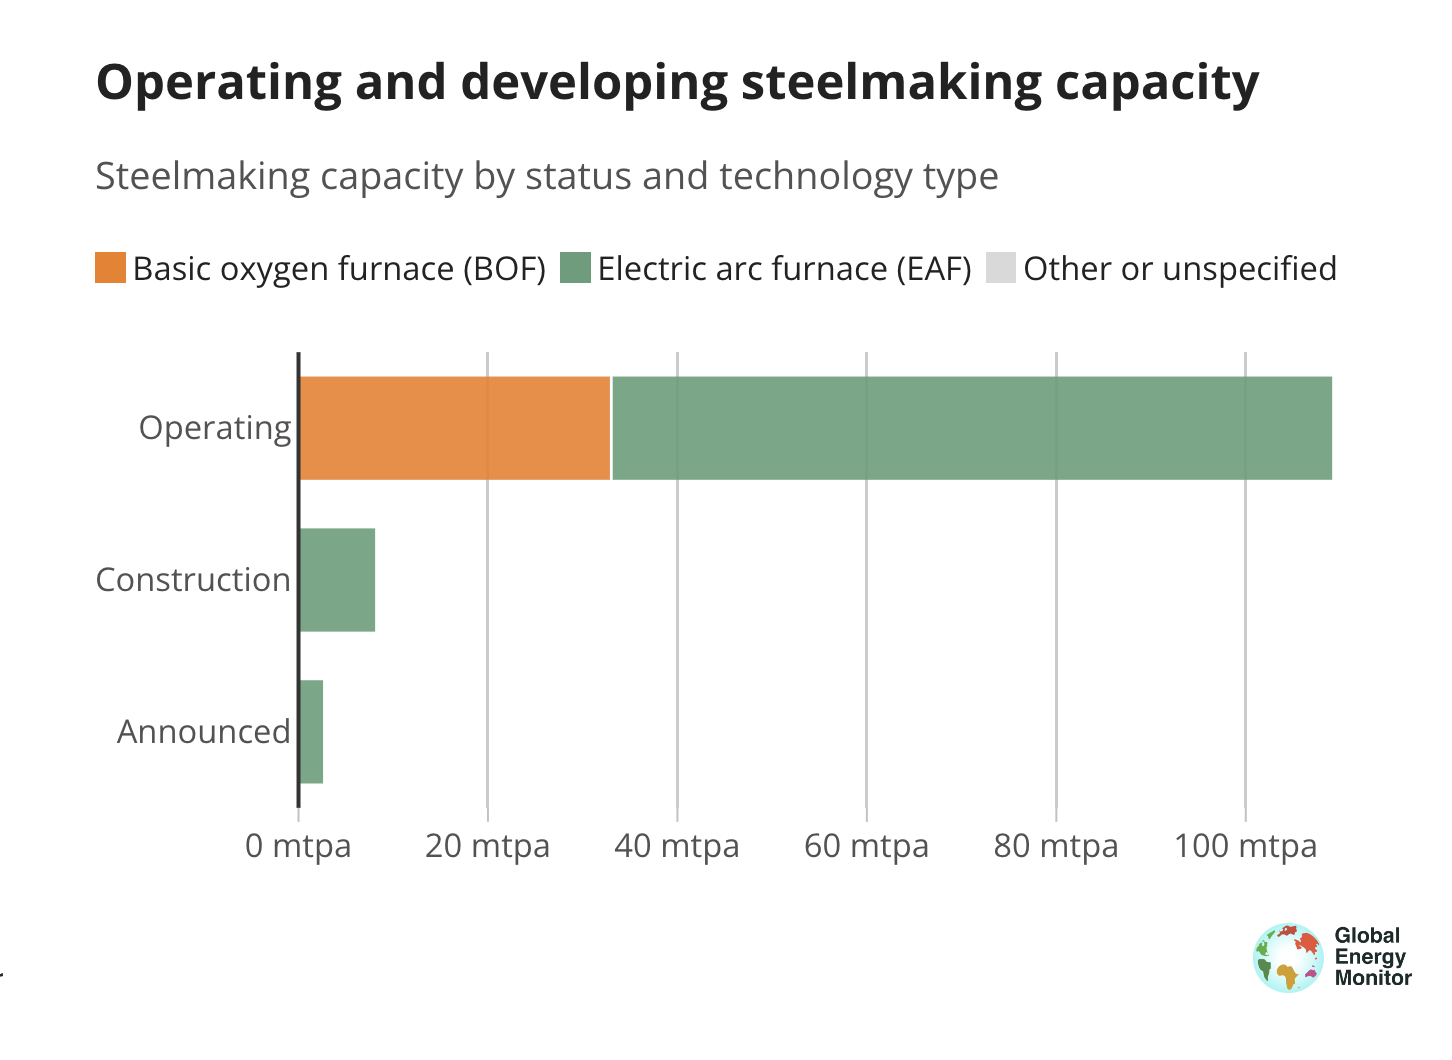 Operating and developing steelmaking capacity
Steelmaking capacity by status and technology type
Basic oxygen furnace (BOF) Electric arc furnace (EAF) Other or unspecified
Operating
Construction
Announced
0 mtpa 20 mtpa 40 mtpa 60 mtpa 80 mtpa 100 mtpa
Global
Energy
Monitor